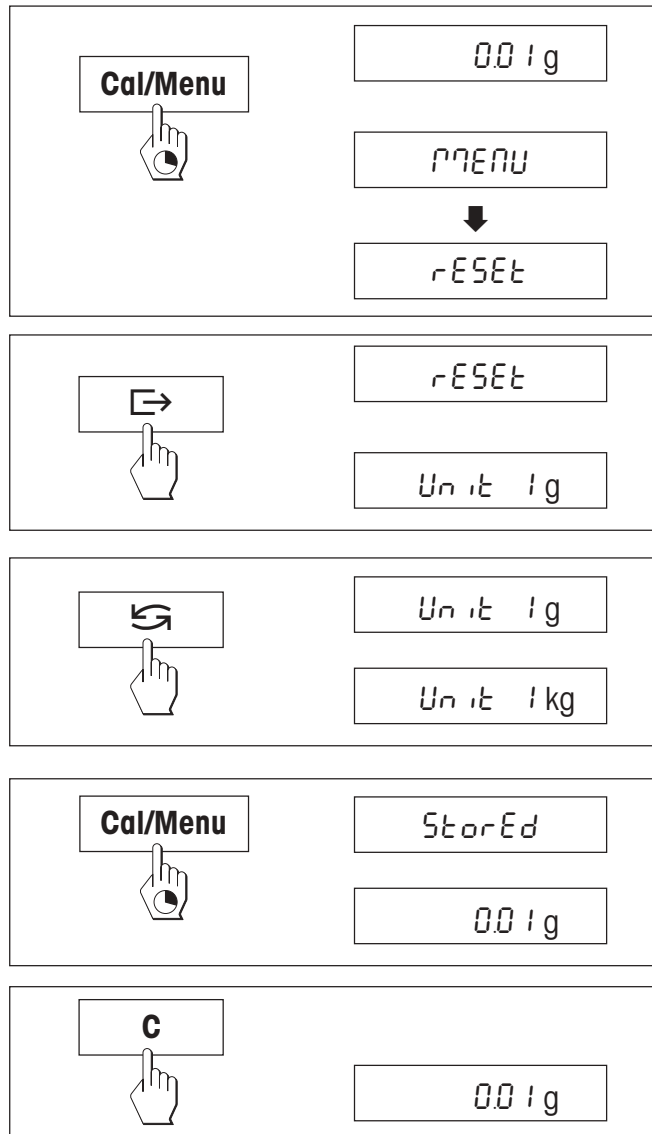 Cal/Menu
0.01 g
MENU
rESEt
rESEt
Unit 1 g
Unit 1 g
Unit 1 kg
Cal/Menu
StorEd
0.01 g
C
0.01 g